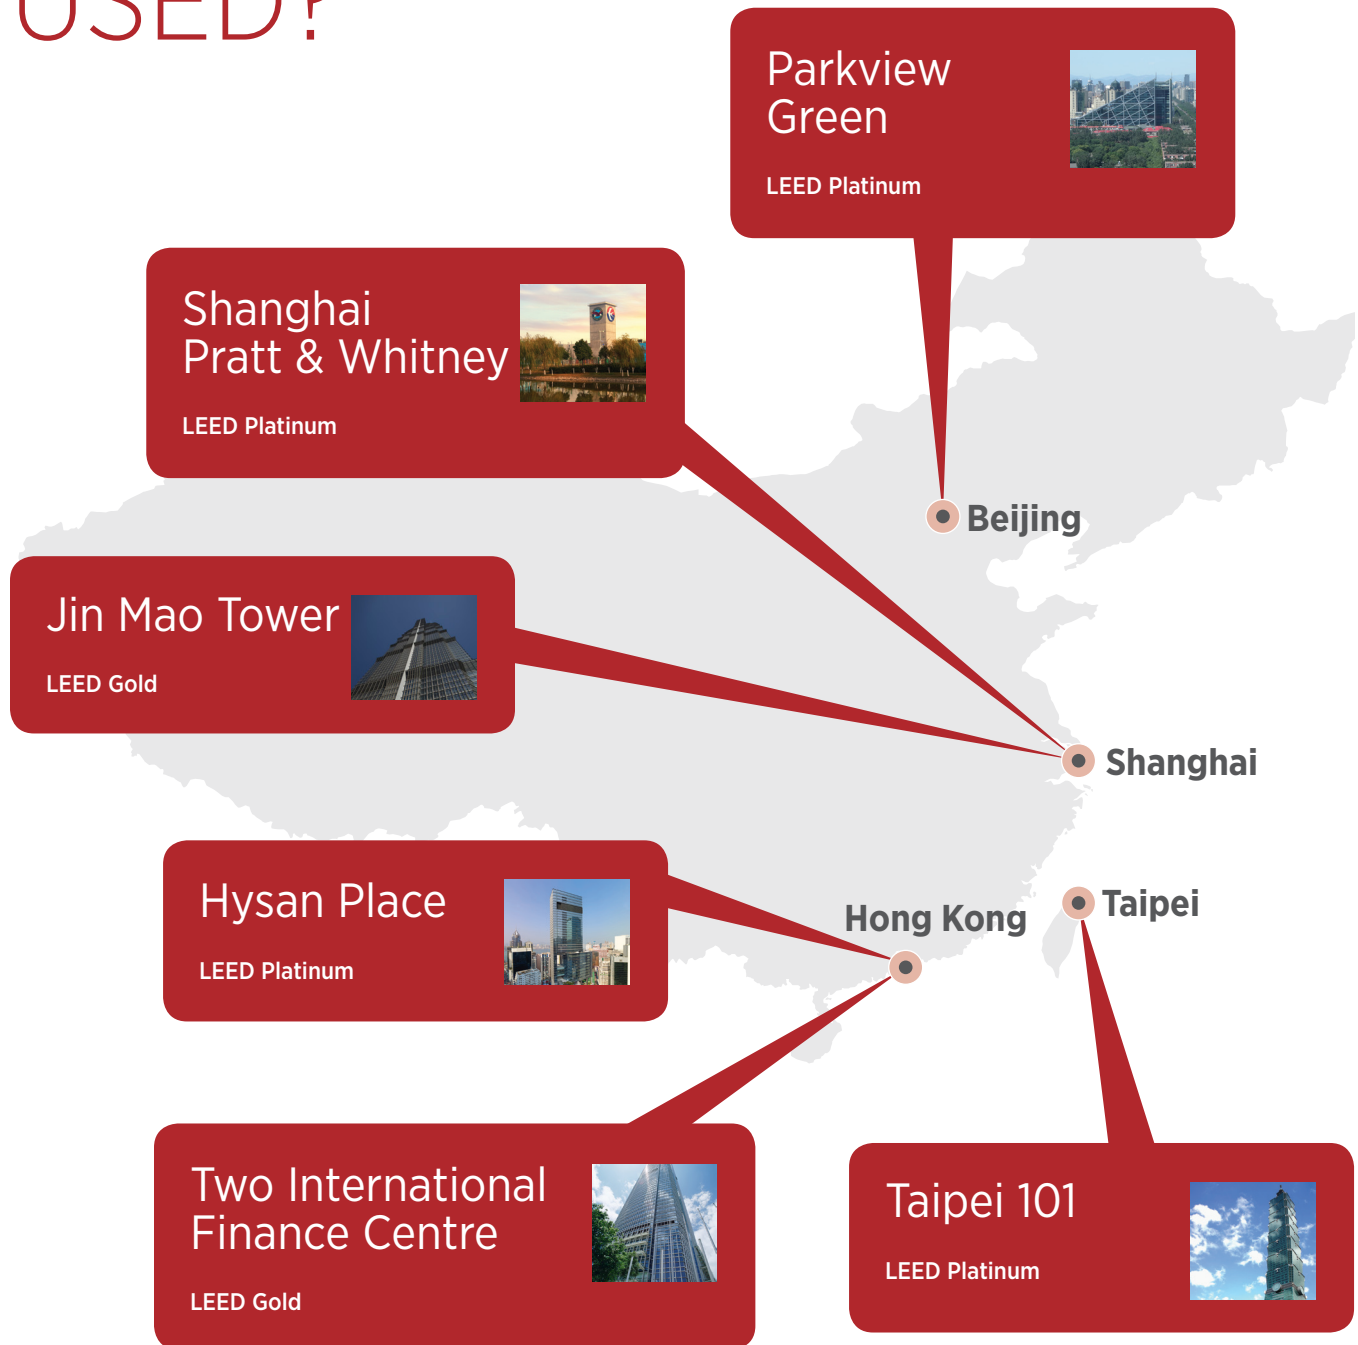 USED?
Parkview
Green
LEED Platinum
Shanghai
Pratt & Whitney
LEED Platinum
Beijing
Jin Mao Tower
LEED Gold
Shanghai
Hysan Place
LEED Platinum
Hong Kong
Taipei
Two International
Finance Centre
LEED Gold
Taipei 101
LEED Platinum